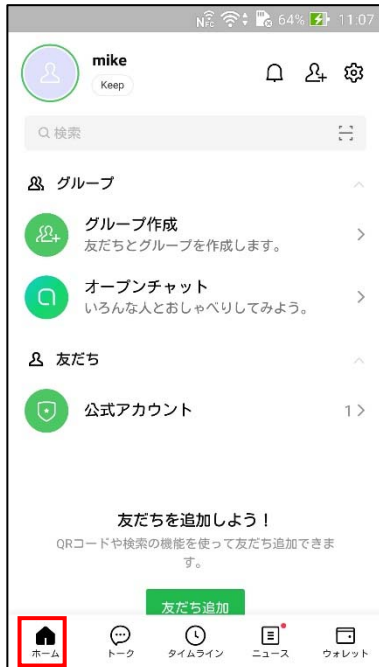 NFC 64% 11:07
mike
Keep
検索
グループ
グループ作成
友だちとグループを作成します。
オープンチャット
いろんな人とおしゃべりしてみよう。
友だち
公式アカウント 1
友だちを追加しよう!
QRコードや検索の機能を使って友だち追加できま
す。
友だち追加
ホーム トーク タイムライン ニュース ウォレット